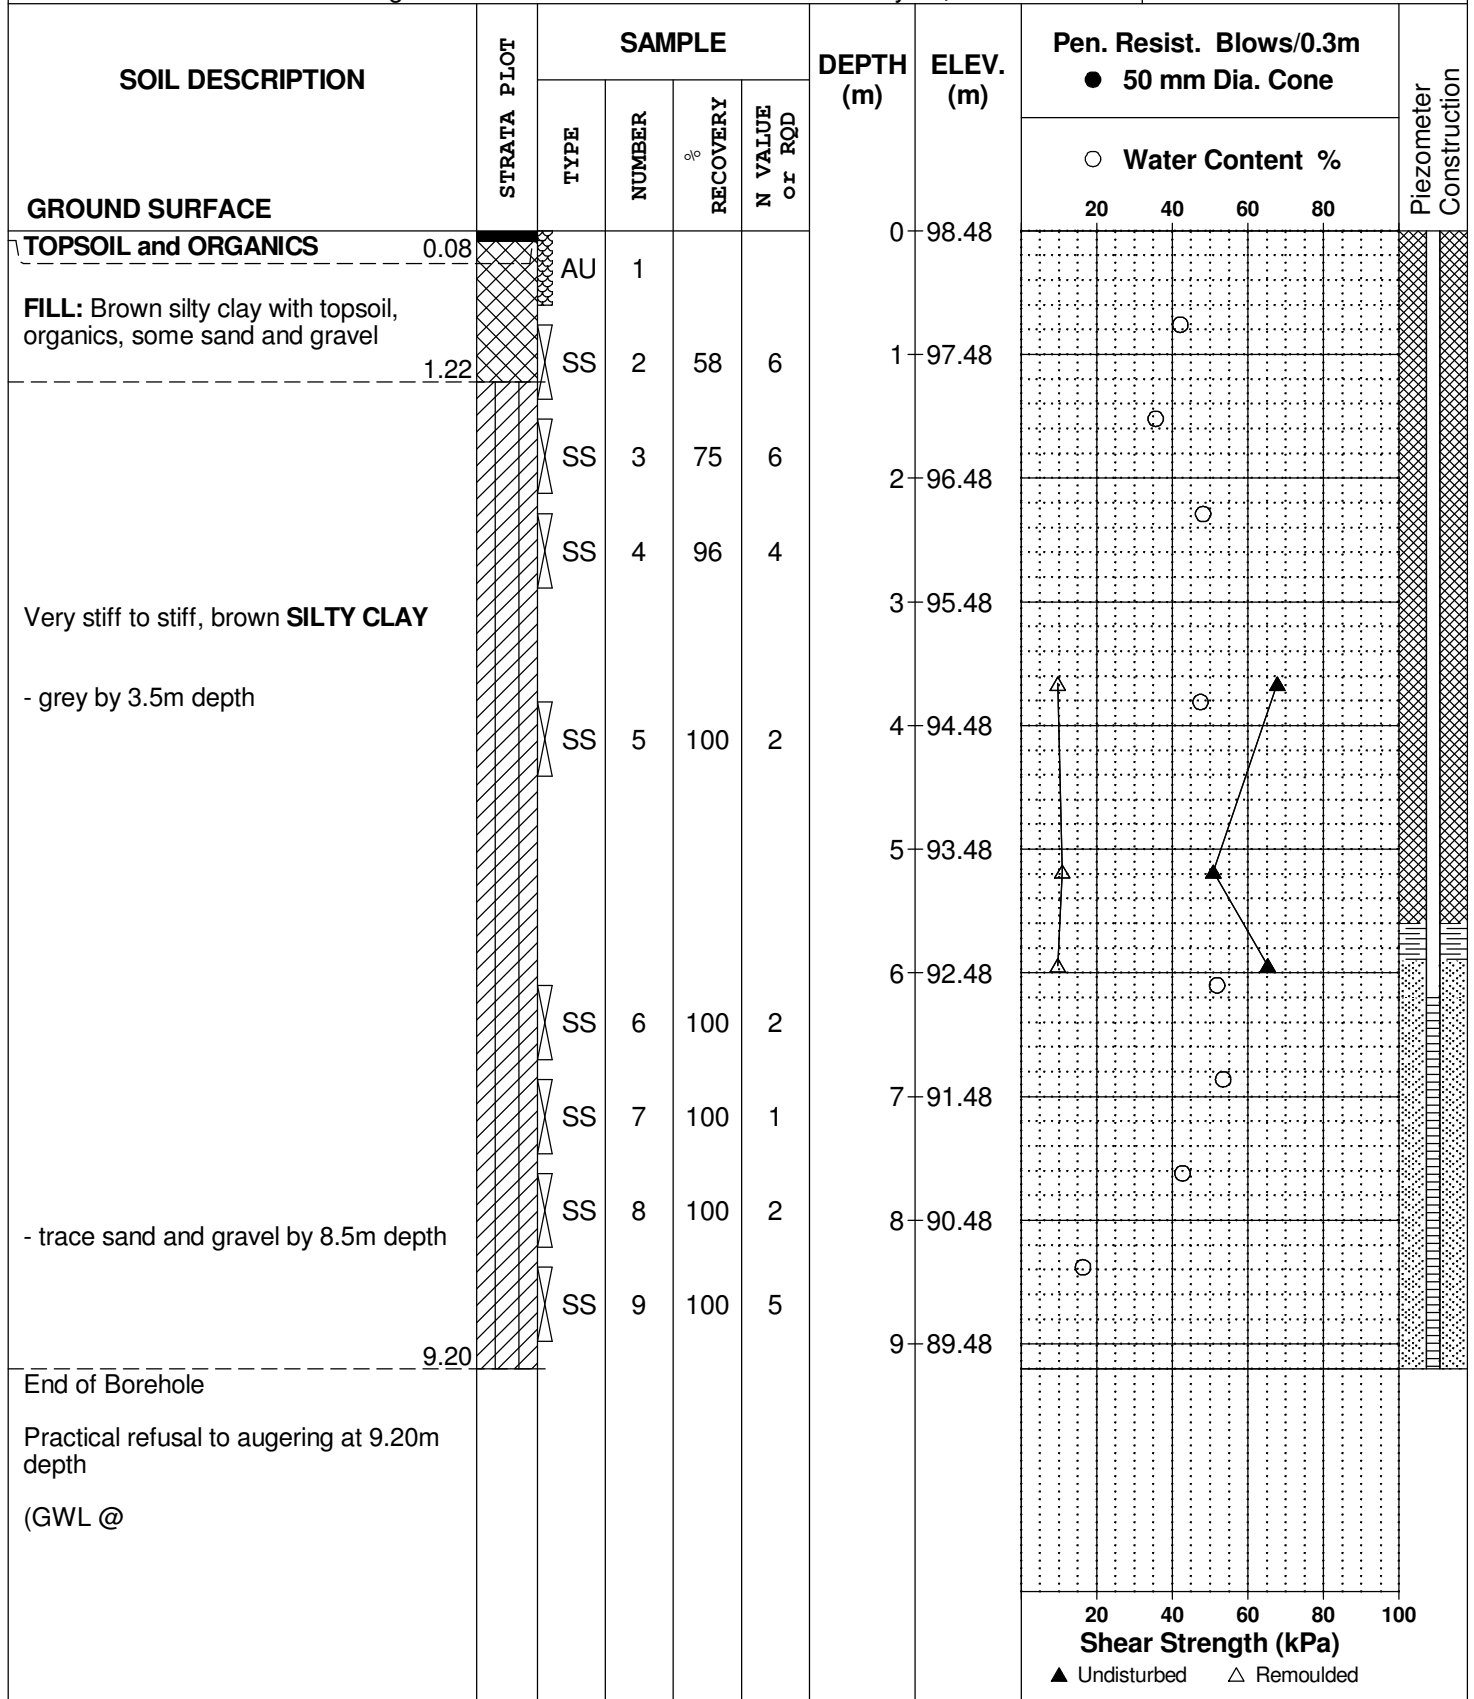 SOIL DESCRIPTION
GROUND SURFACE
STRATA PLOT
SAMPLE
TYPE
NUMBER
% RECOVERY
N VALUE or RQD
DEPTH (m)
ELEV. (m)
Pen. Resist. Blows/0.3m
● 50 mm Dia. Cone
○ Water Content %
20 40 60 80
Piezometer Construction
TOPSOIL and ORGANICS 0.08
FILL: Brown silty clay with topsoil,
organics, some sand and gravel
1.22
Very stiff to stiff, brown SILTY CLAY
- grey by 3.5m depth
- trace sand and gravel by 8.5m depth
9.20
End of Borehole
Practical refusal to augering at 9.20m
depth
(GWL @
AU 1
SS 2 58 6
SS 3 75 6
SS 4 96 4
SS 5 100 2
SS 6 100 2
SS 7 100 1
SS 8 100 2
SS 9 100 5
0 98.48
1 97.48
2 96.48
3 95.48
4 94.48
5 93.48
6 92.48
7 91.48
8 90.48
9 89.48
20 40 60 80 100
Shear Strength (kPa)
▲ Undisturbed △ Remoulded